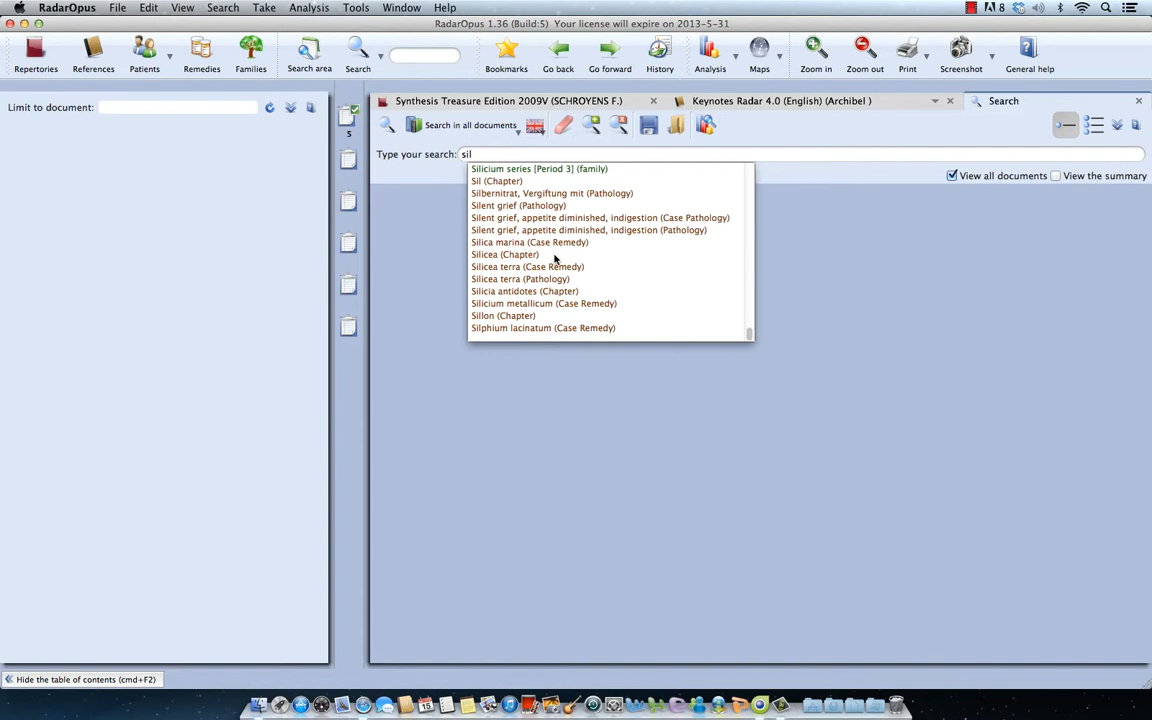 RadarOpus File Edit View Search Take Analysis Tools Window Help 8
RadarOpus 1.36 (Build:5) Your license will expire on 2013-5-31
Repertories References Patients Remedies Families Search area Search Bookmarks Go back Go forward History Analysis Maps Zoom in Zoom out Print Screenshot General help
Limit to document:
5
Synthesis Treasure Edition 2009V (SCHROYENS F.) Keynotes Radar 4.0 (English) (Archibel ) Search
Search in all documents
Type your search: sil
View all documents View the summary
Silicium series [Period 3] (family)
Sil (Chapter)
Silbernitrat, Vergiftung mit (Pathology)
Silent grief (Pathology)
Silent grief, appetite diminished, indigestion (Case Pathology)
Silent grief, appetite diminished, indigestion (Pathology)
Silica marina (Case Remedy)
Silicea (Chapter)
Silicea terra (Case Remedy)
Silicea terra (Pathology)
Silicia antidotes (Chapter)
Silicium metallicum (Case Remedy)
Sillon (Chapter)
Silphium lacinatum (Case Remedy)
Hide the table of contents (cmd+F2)
15